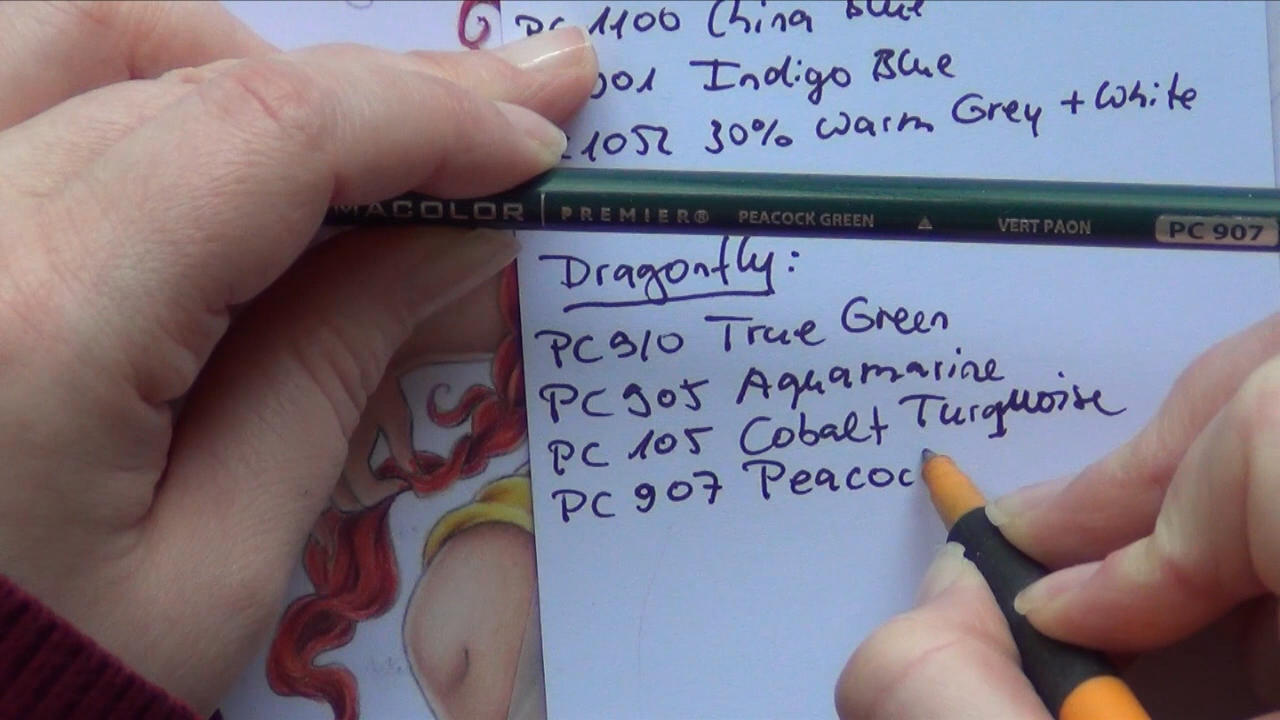 PC 1100 China Blue
901 Indigo Blue
1052 30% Warm Grey + White
MACOLOR PREMIER® PEACOCK GREEN VERT PAON PC 907
Dragonfly:
PC 910 True Green
PC 905 Aquamarine
PC 105 Cobalt Turquoise
PC 907 Peacoc